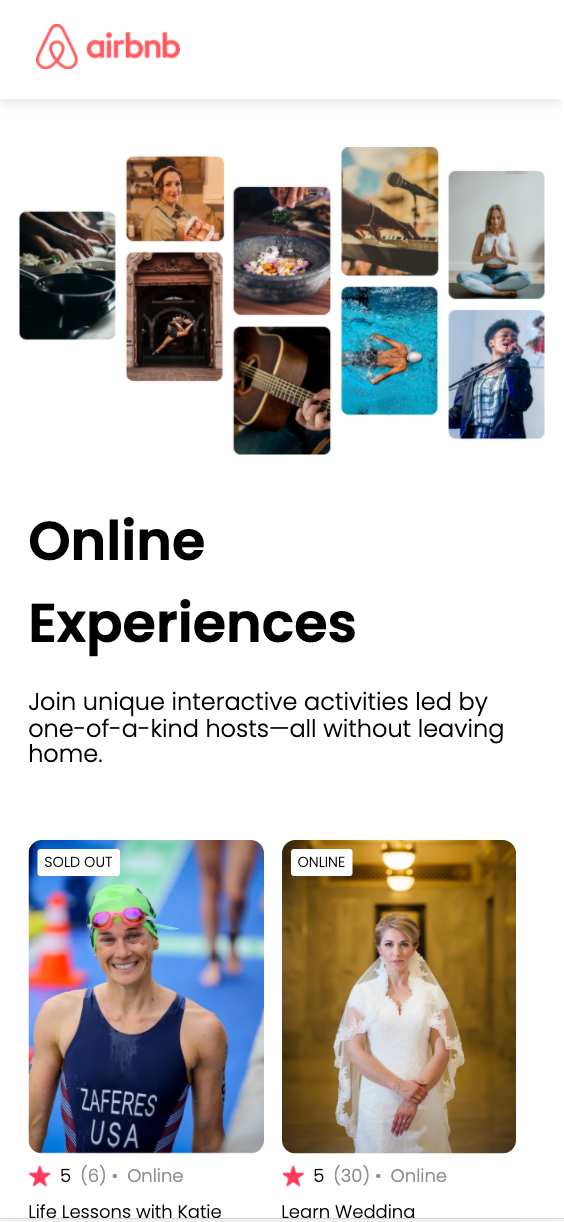 airbnb
Online
Experiences
Join unique interactive activities led by
one-of-a-kind hosts—all without leaving
home.
SOLD OUT
ZAFERES
USA
5 (6) • Online
Life Lessons with Katie
ONLINE
5 (30) • Online
Learn Wedding